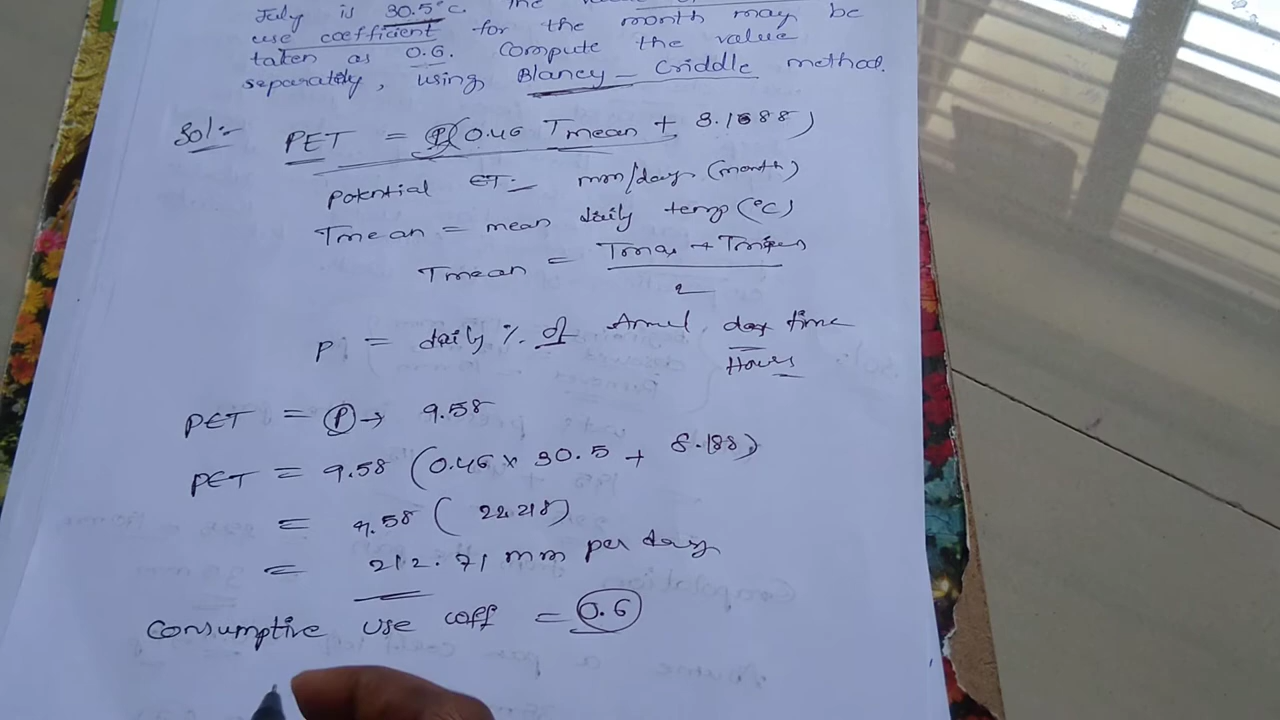 July is 30.5°C. The
use coefficient for the month may be
taken as 0.6. Compute the value
separately, using Blaney - Criddle method.
Sol:- PET = P(0.46 Tmean + 8.1888)
Potential ET:- mm/day (month)
Tmean = mean daily temp (°C)
Tmean = Tmax + Tmin
2
P = daily % of day time
Hours
PET = P → 9.58
PET = 9.58 (0.46 x 30.5 + 8.188)
= 9.58 ( 22.218)
= 212.71 mm per day
Consumptive use coff = 0.6